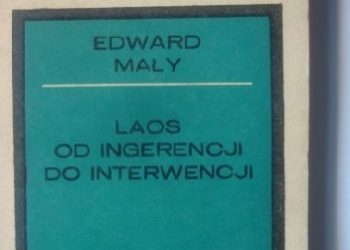 EDWARD
MAŁY
LAOS
OD INGERENCJI
DO INTERWENCJI